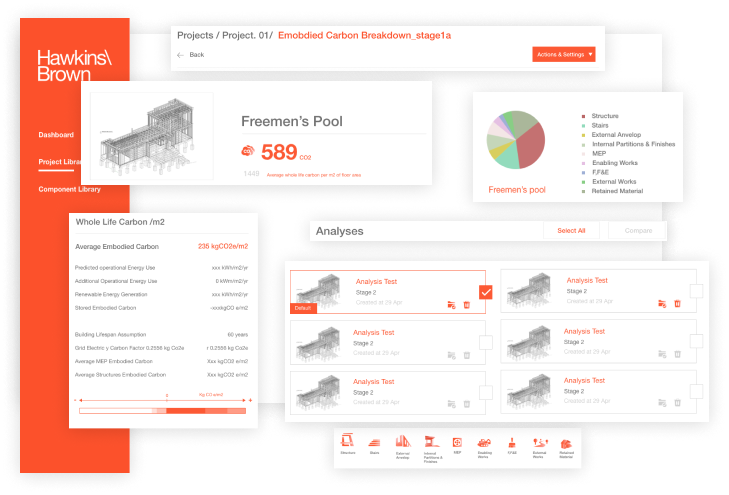 Hawkins\
Brown
Dashboard
Project Librar
Component Library
Projects / Project. 01/ Emobdied Carbon Breakdown_stage1a
← Back
Actions & Settings ▼
Freemen's Pool
CO₂ 589 CO2
1448 Average whole life carbon per m2 of floor area
Freemen's pool
Structure
Stairs
External Anvelop
Internal Partitions & Finishes
MEP
Enabling Works
F.F&E
External Works
Retained Material
Whole Life Carbon /m2
Average Embodied Carbon 235 kgCO2e/m2
Predicted operational Energy Use xxx kWh/m2/yr
Additional Operational Energy Use 0 kWm/m2/yr
Renewable Energy Generation xxx kWh/m2/yr
Stored Embodied Carbon -xxxkgCO e/m2
Building Lifespan Assumption 60 years
Grid Electric y Carbon Factor 0.2556 kg Co2e r 0.2556 kg Co2e
Average MEP Embodied Carbon Xxx kgCO2 e/m2
Average Structures Embodied Carbon Xxx kgCO2 e/m2
- 0 Kg CO e/m2 +
Analyses
Select All
Compare
Default
Analysis Test
Stage 2
Created at 29 Apr
Analysis Test
Stage 2
Created at 29 Apr
Analysis Test
Stage 2
Created at 29 Apr
Analysis Test
Stage 2
Created at 29 Apr
Analysis Test
Stage 2
Created at 29 Apr
Analysis Test
Stage 2
Created at 29 Apr
Structure
Stairs
External
Anvelop
Internal
Partitions &
Finishes
MEP
Enabling
Works
F.F&E
External
Works
Retained
Material